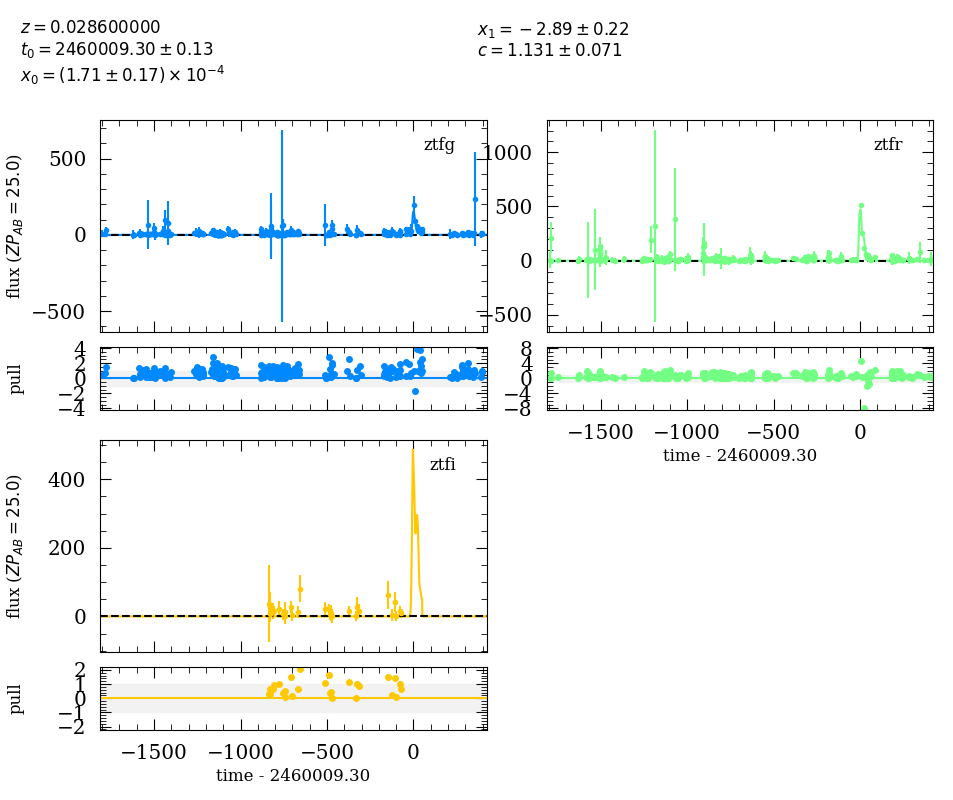 z = 0.028600000
t₀ = 2460009.30 ± 0.13
x₀ = (1.71 ± 0.17) × 10⁻⁴
x₁ = −2.89 ± 0.22
c = 1.131 ± 0.071
ztfg
500
0
−500
flux (ZP_AB = 25.0)
ztfr
1000
500
0
−500
4
2
0
−2
−4
pull
8
4
0
−4
−8
−1500 −1000 −500 0
time - 2460009.30
ztfi
400
200
0
flux (ZP_AB = 25.0)
2
1
0
−1
−2
pull
−1500 −1000 −500 0
time - 2460009.30